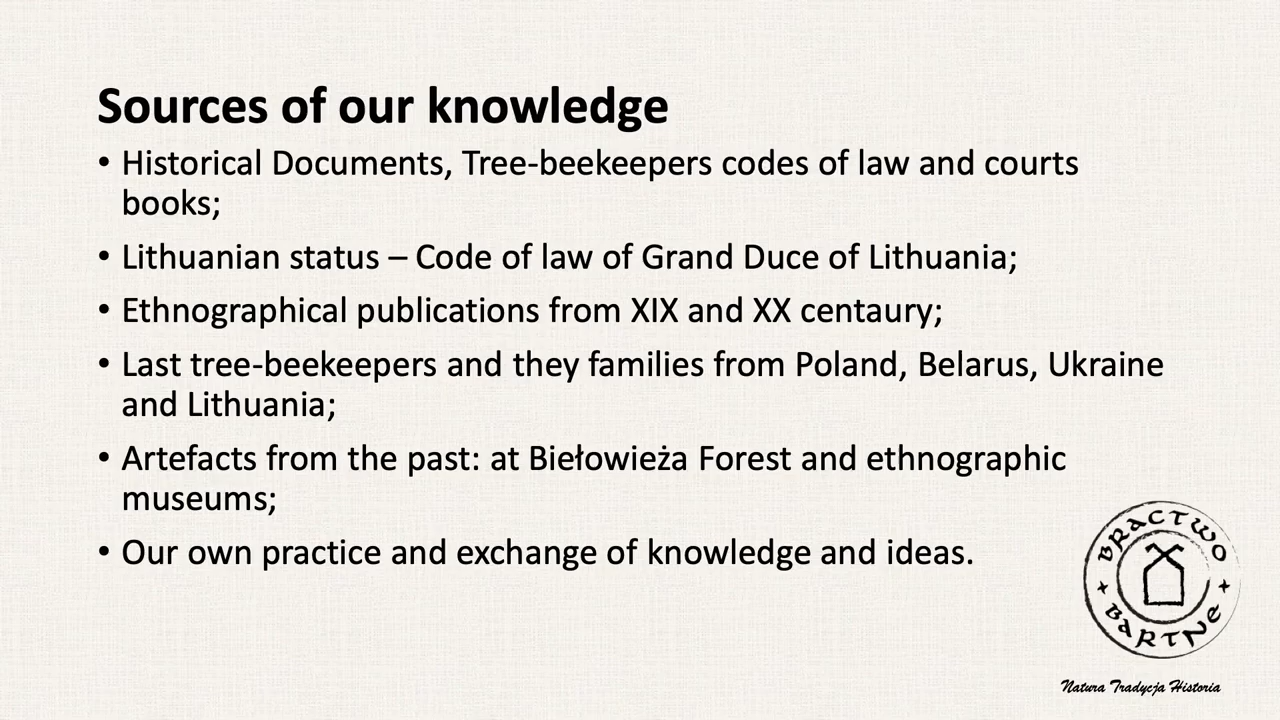 Sources of our knowledge
• Historical Documents, Tree-beekeepers codes of law and courts
books;
• Lithuanian status – Code of law of Grand Duce of Lithuania;
• Ethnographical publications from XIX and XX centaury;
• Last tree-beekeepers and they families from Poland, Belarus, Ukraine
and Lithuania;
• Artefacts from the past: at Biełowieża Forest and ethnographic
museums;
• Our own practice and exchange of knowledge and ideas.
BRACTWO
BARTNE
Natura Tradycja Historia